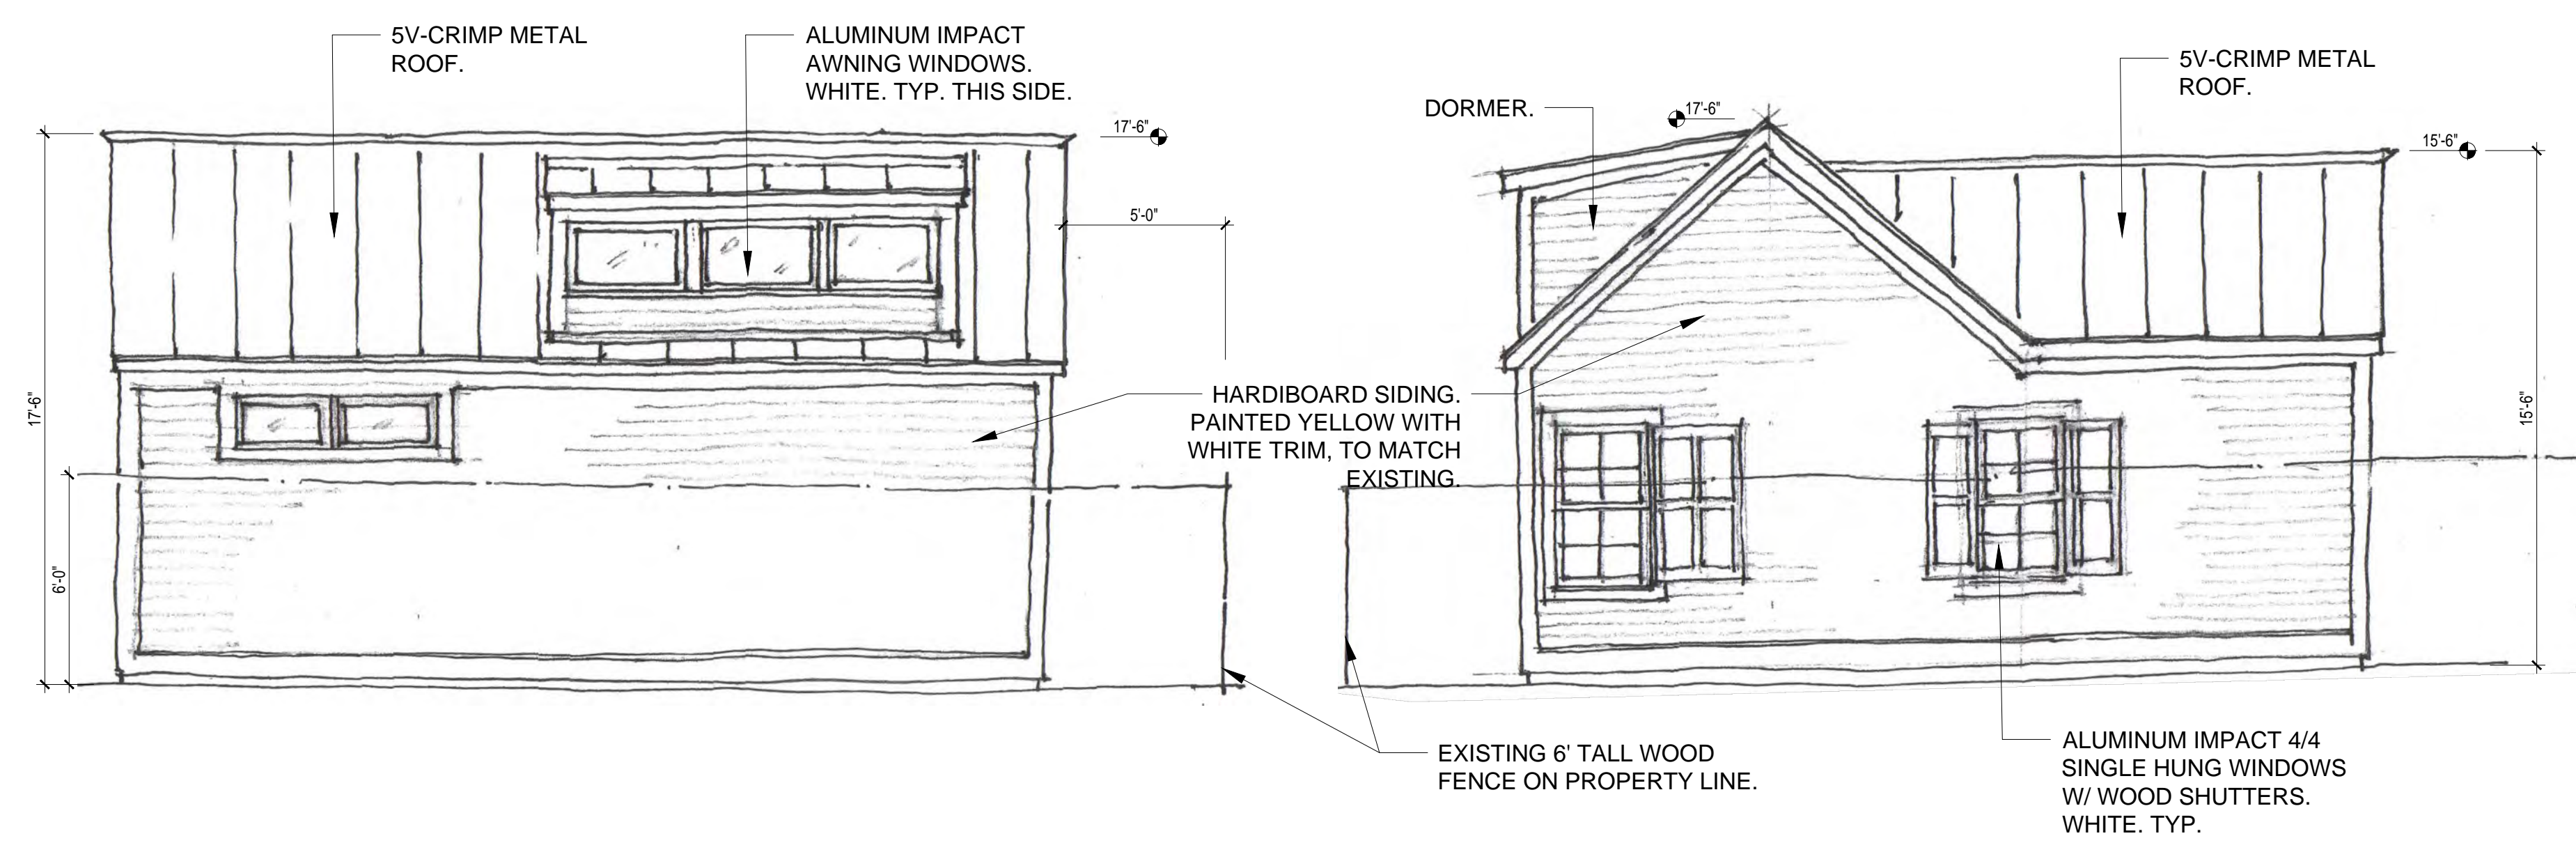 5V-CRIMP METAL
ROOF.
ALUMINUM IMPACT
AWNING WINDOWS.
WHITE. TYP. THIS SIDE.
17'-6"
5'-0"
17'-6"
6'-0"
DORMER.
17'-6"
5V-CRIMP METAL
ROOF.
15'-6"
15'-6"
HARDIBOARD SIDING.
PAINTED YELLOW WITH
WHITE TRIM, TO MATCH
EXISTING.
EXISTING 6' TALL WOOD
FENCE ON PROPERTY LINE.
ALUMINUM IMPACT 4/4
SINGLE HUNG WINDOWS
W/ WOOD SHUTTERS.
WHITE. TYP.